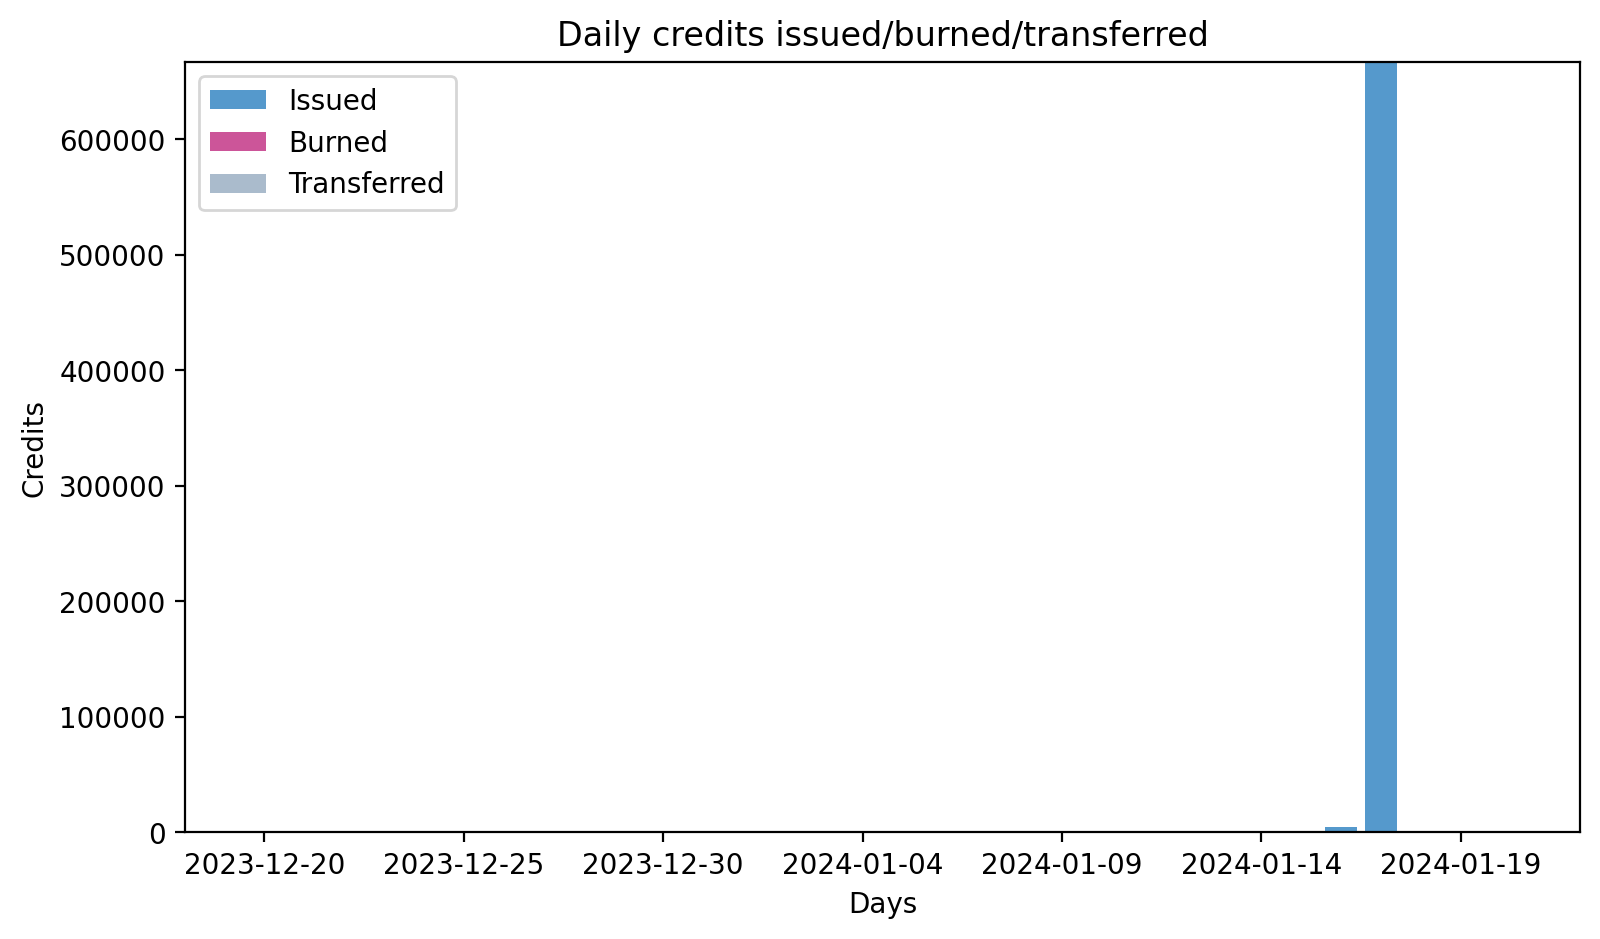 Daily credits issued/burned/transferred
Issued
Burned
Transferred
600000
500000
400000
300000
200000
100000
0
Credits
2023-12-20 2023-12-25 2023-12-30 2024-01-04 2024-01-09 2024-01-14 2024-01-19
Days